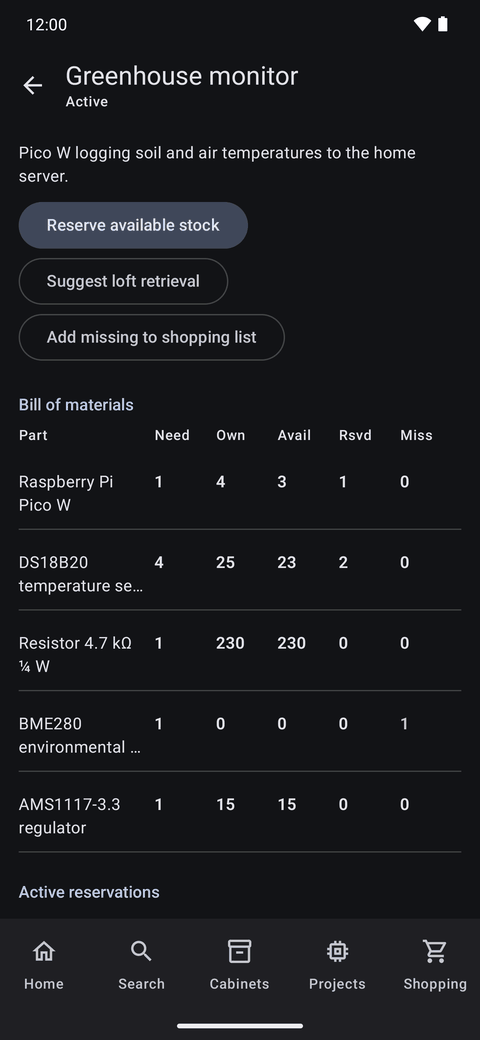 12:00
Greenhouse monitor
Active
Pico W logging soil and air temperatures to the home
server.
Reserve available stock
Suggest loft retrieval
Add missing to shopping list
Bill of materials
Part Need Own Avail Rsvd Miss
Raspberry Pi 1 4 3 1 0
Pico W
DS18B20 4 25 23 2 0
temperature se…
Resistor 4.7 kΩ 1 230 230 0 0
¼ W
BME280 1 0 0 0 1
environmental …
AMS1117-3.3 1 15 15 0 0
regulator
Active reservations
Home Search Cabinets Projects Shopping